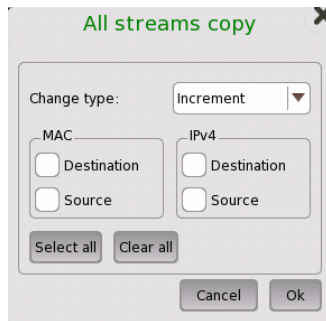 All streams copy
Change type: Increment
MAC IPv4
Destination Destination
Source Source
Select all Clear all
Cancel Ok